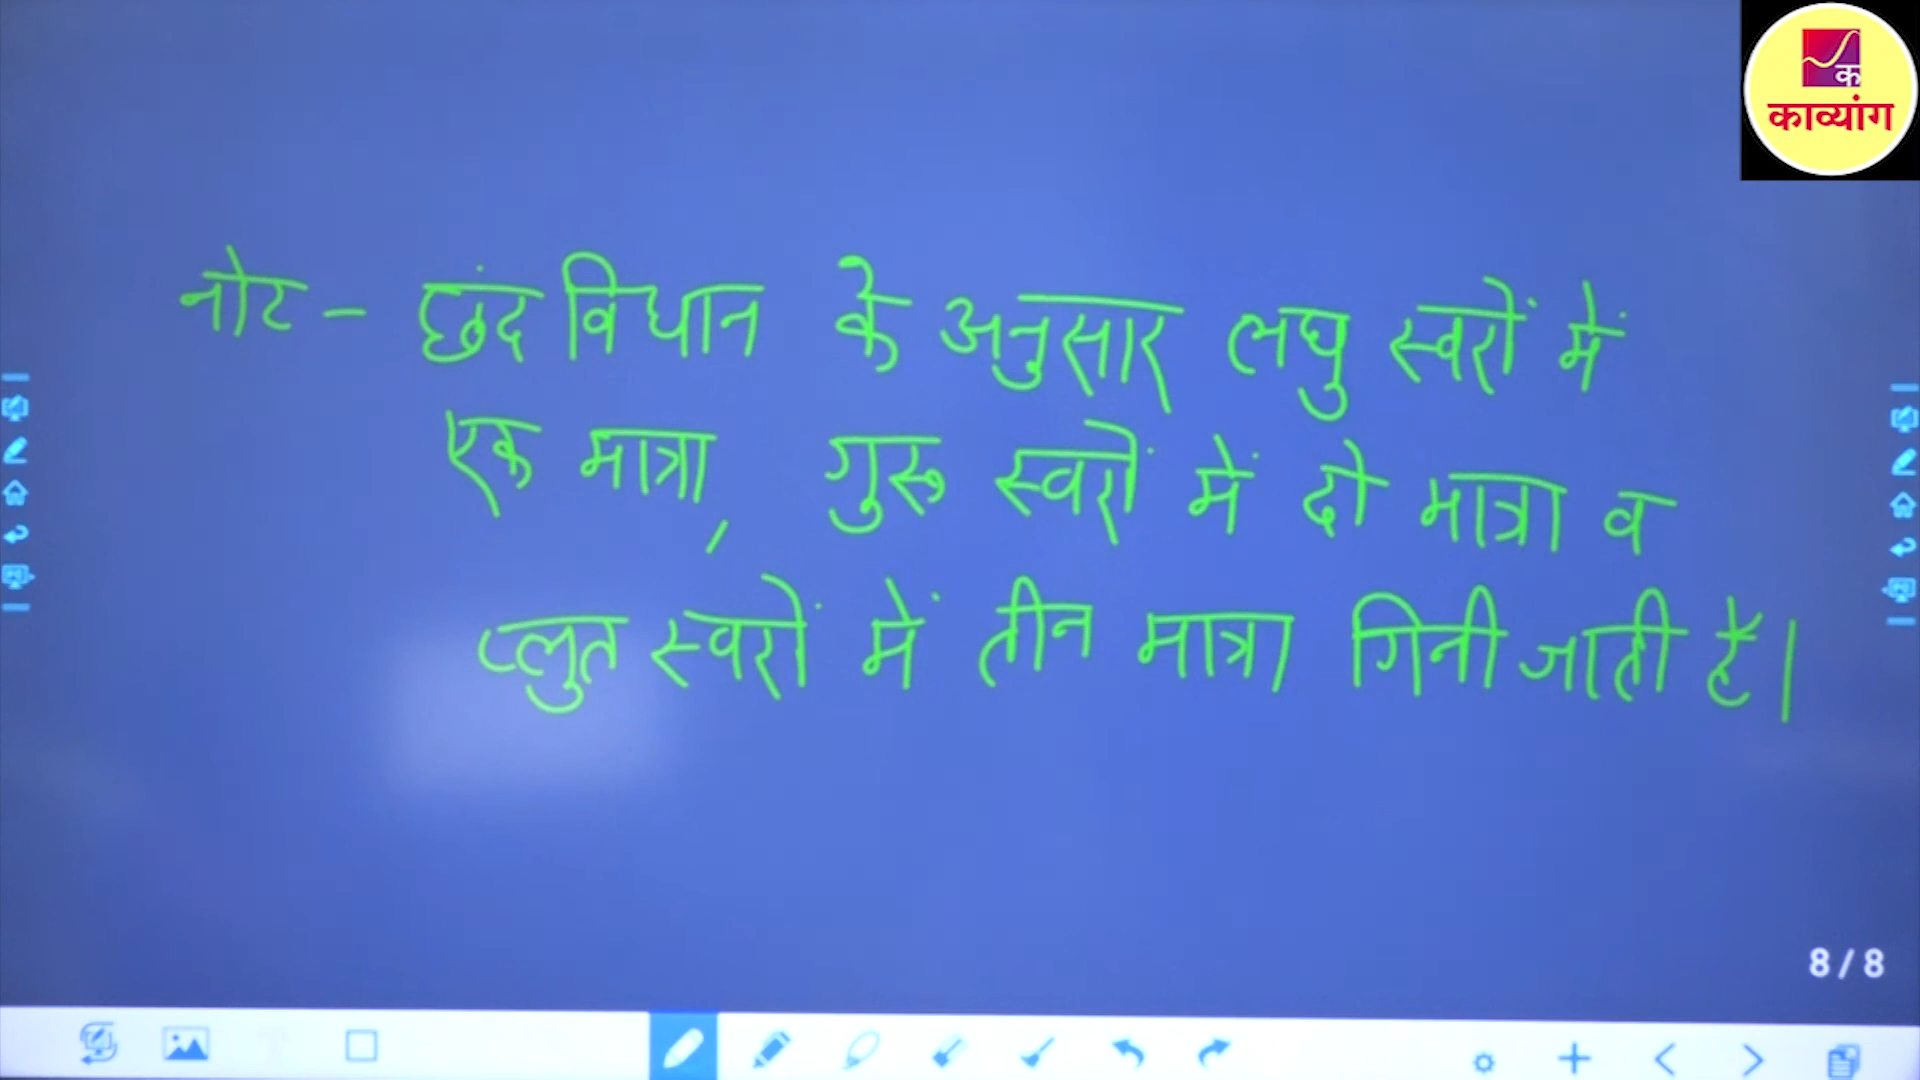 क
काव्यांग
नोट - छंद विधान के अनुसार लघु स्वरों में
एक मात्रा, गुरु स्वरों में दो मात्रा व
प्लुत स्वरों में तीन मात्रा गिनी जाती है।
8 / 8